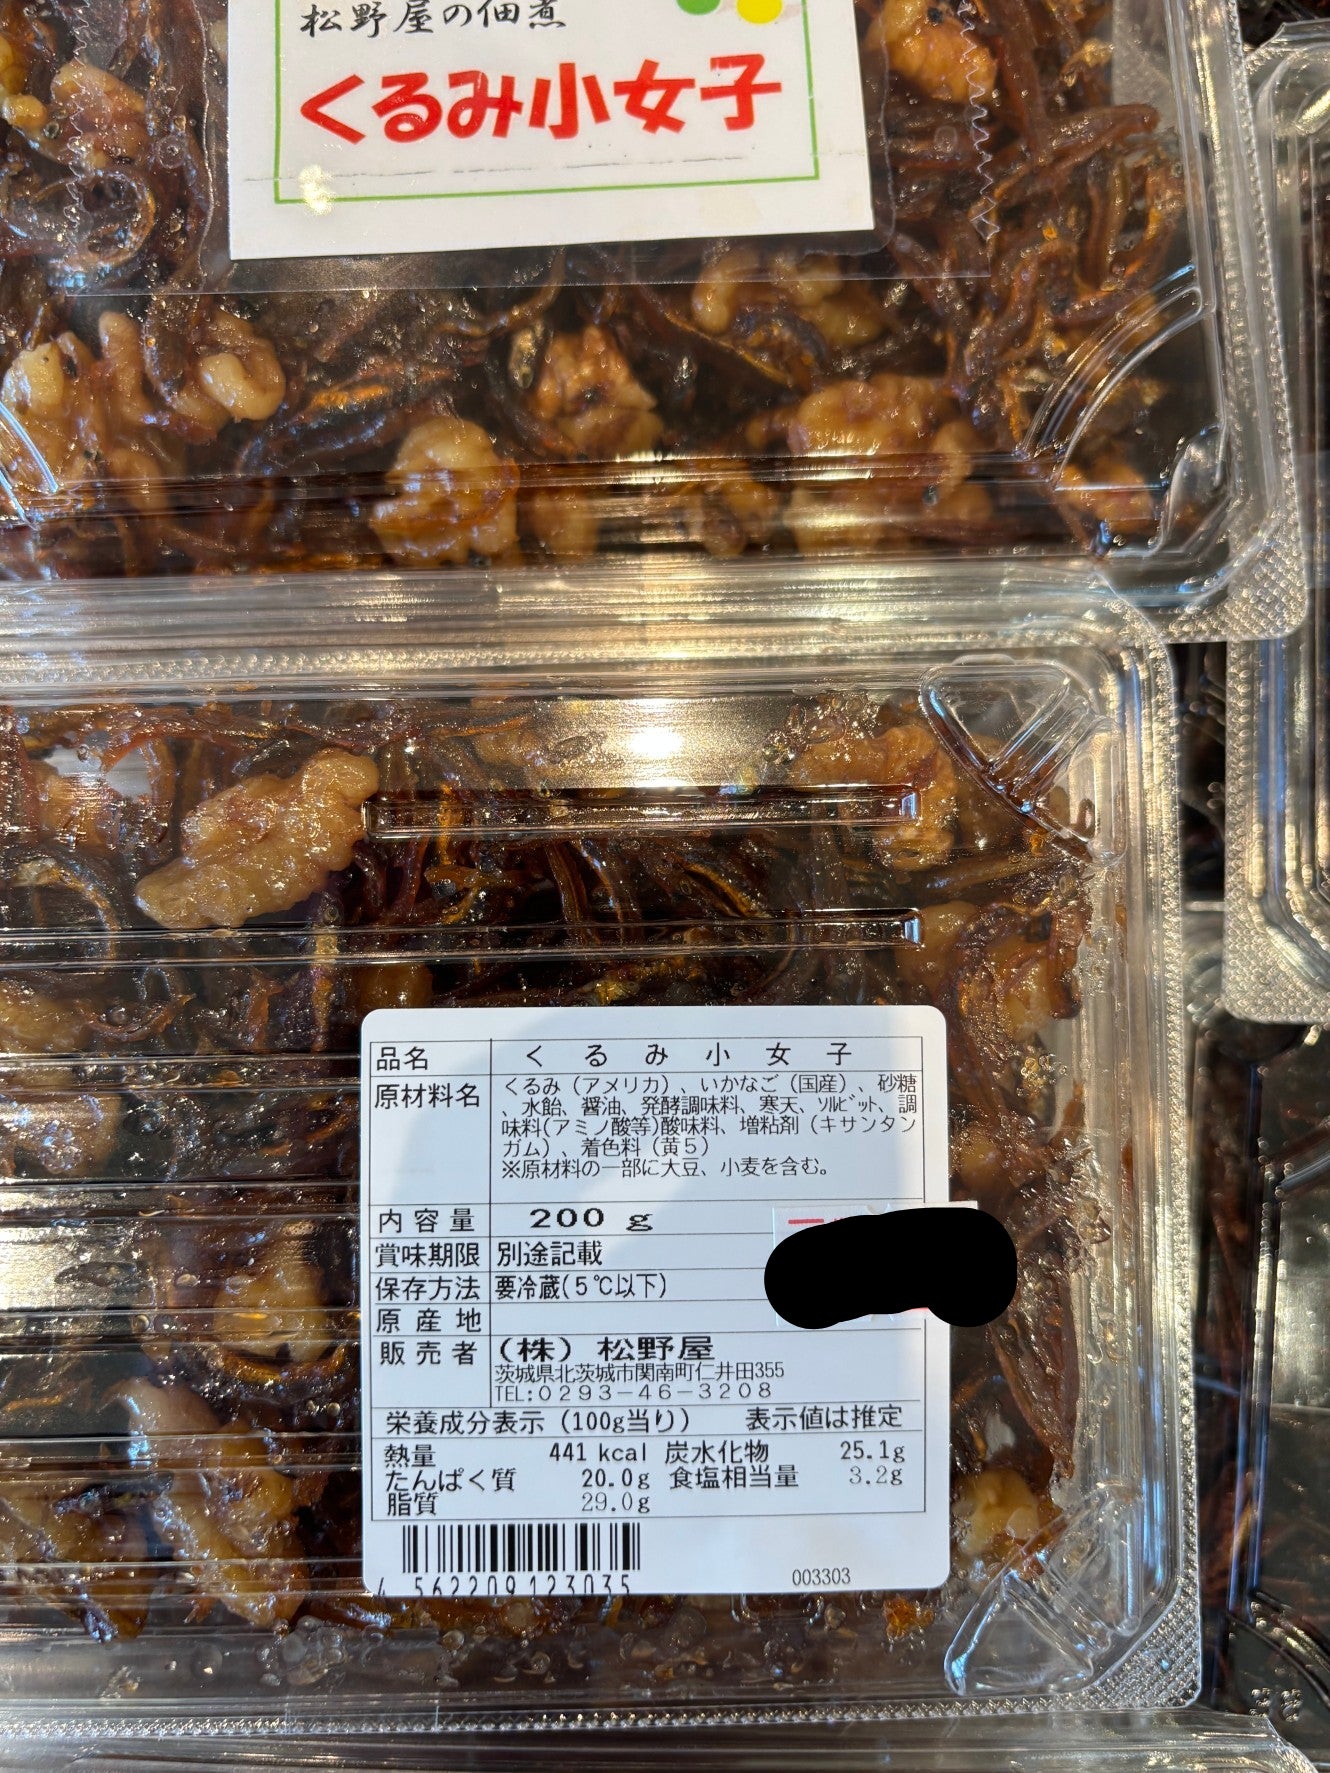 松野屋の佃煮
くるみ小女子
品名 くるみ小女子
原材料名 くるみ（アメリカ）、いかなご（国産）、砂糖
、水飴、醤油、発酵調味料、寒天、ｿﾙﾋﾞｯﾄ、調
味料(アミノ酸等)酸味料、増粘剤（キサンタン
ガム）、着色料（黄５）
※原材料の一部に大豆、小麦を含む。
内容量 200 g
賞味期限 別途記載
保存方法 要冷蔵(５℃以下)
原産地
販売者 （株）松野屋
茨城県北茨城市関南町仁井田355
TEL:０２９３－４６－３２０８
栄養成分表示（100g当り） 表示値は推定
熱量 441 kcal 炭水化物 25.1g
たんぱく質 20.0g 食塩相当量 3.2g
脂質 29.0g
4 562209 123035
003303